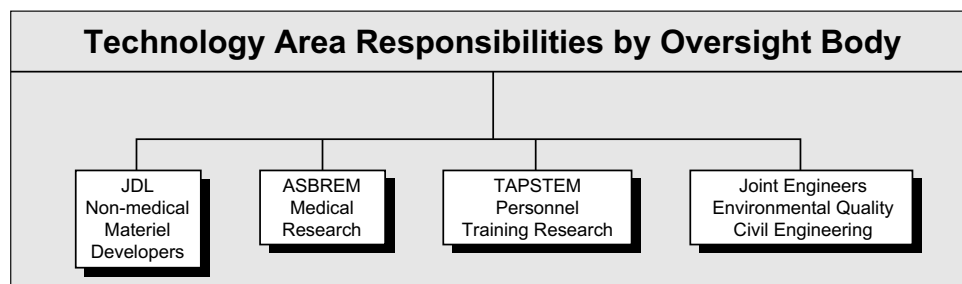 Technology Area Responsibilities by Oversight Body
JDL
Non-medical
Materiel
Developers
ASBREM
Medical
Research
TAPSTEM
Personnel
Training Research
Joint Engineers
Environmental Quality
Civil Engineering